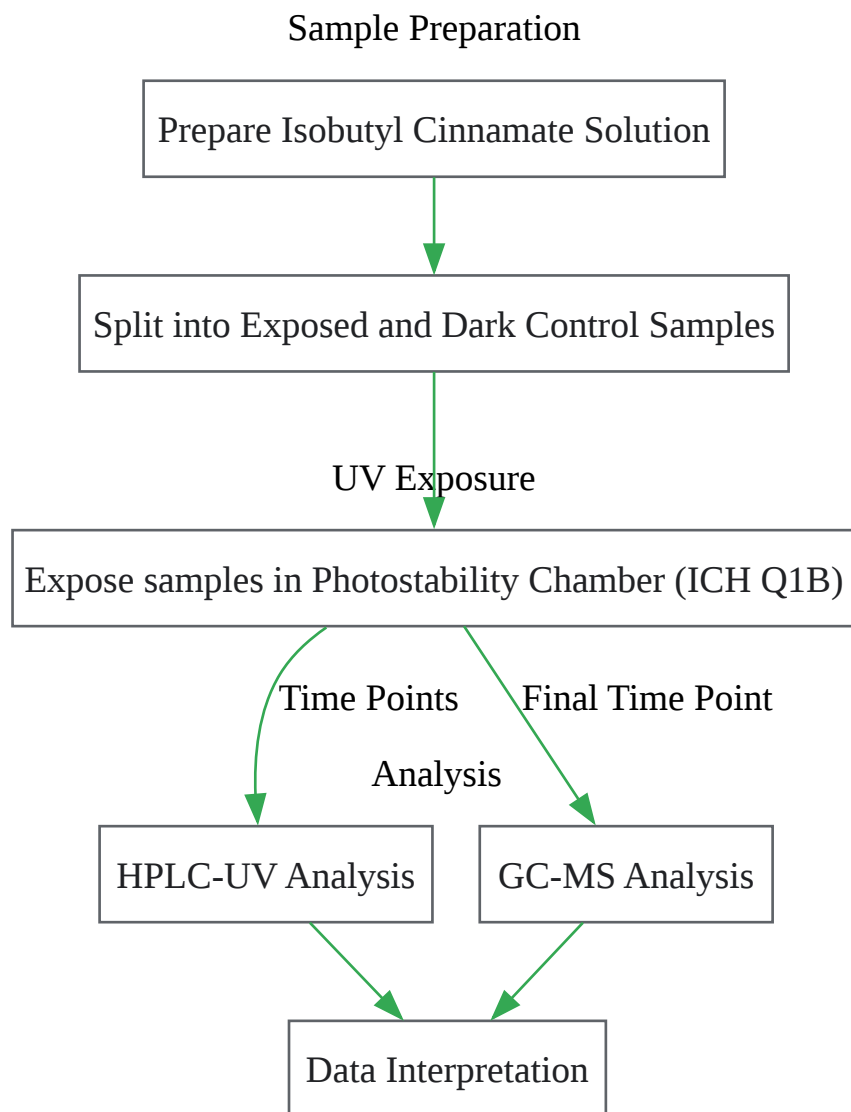 Sample Preparation
Prepare Isobutyl Cinnamate Solution
Split into Exposed and Dark Control Samples
UV Exposure
Expose samples in Photostability Chamber (ICH Q1B)
Time Points
Final Time Point
Analysis
HPLC-UV Analysis
GC-MS Analysis
Data Interpretation